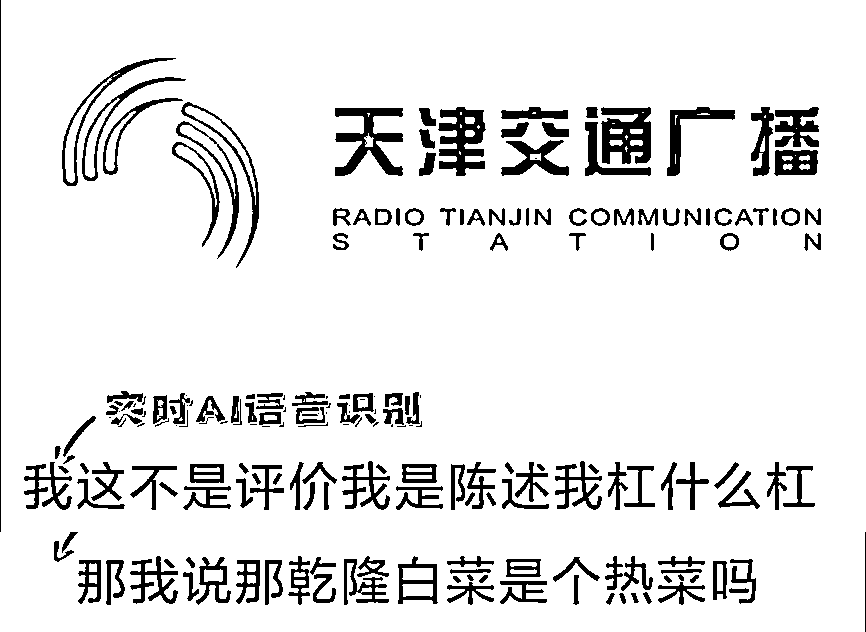 天津交通广播
RADIO TIANJIN COMMUNICATION
STATION
实时AI语音识别
我这不是评价我是陈述我杠什么杠
那我说那乾隆白菜是个热菜吗